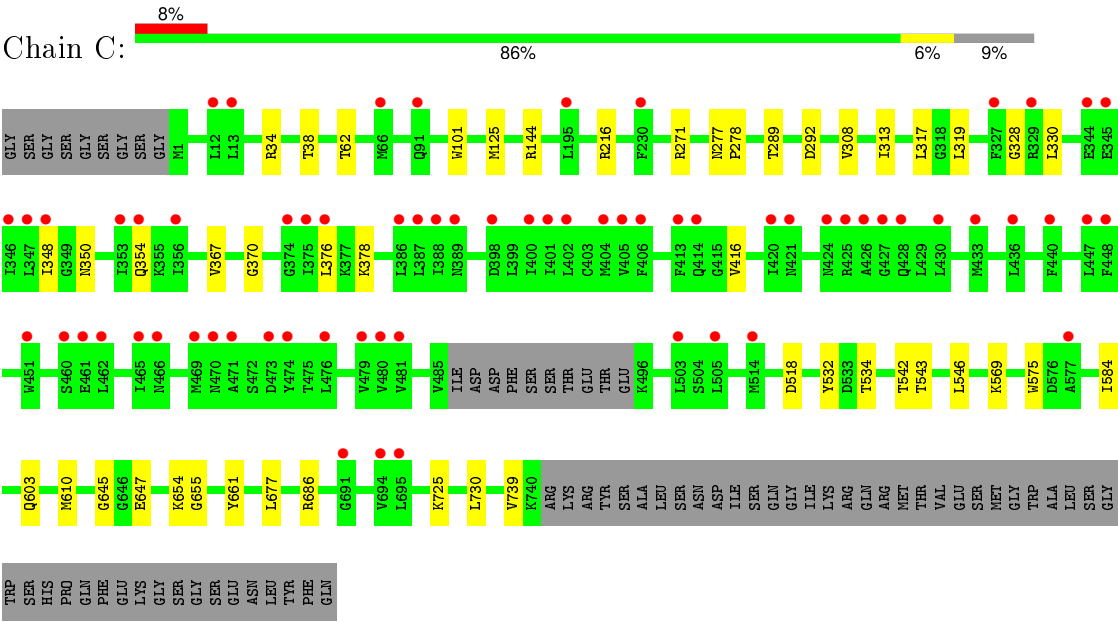 8%
Chain C:
86% 6% 9%
GLY SER GLY SER GLY SER GLY SER GLY M1 L12 L13 R34 T38 T62 M66 Q91 W101 M125 R144 L195 R216 F230 R271 N277 P278 T289 D292 V308 I313 L317 G318 L319 F327 G328 R329 L330 E344 E345
I346 I347 I348 G349 N350 I353 Q354 K355 I356 V367 G370 G374 I375 L376 K377 K378 L386 L387 I388 N389 D398 L399 I400 I401 L402 C403 M404 V405 F406 F413 Q414 G415 V416 I420 N421 N424 R425 A426 G427 Q428 L429 L430 M433 L436 F440 L447 F448
W451 S460 E461 L462 I465 N466 M469 N470 A471 S472 D473 Y474 I475 L476 V479 V480 V481 V485 ILE ASP ASP PHE SER SER THR GLU THR THR GLU K496 L503 S504 L505 M514 D518 Y532 D533 T534 T542 T543 L546 K569 W575 D576 A577 I584
Q603 M610 G645 G646 E647 K654 G655 Y661 L677 R686 G691 V694 L695 K725 L730 V739 K740 ARG LYS ARG TYR SER ALA LEU SER ASN ASP ILE SER GLN GLY ILE LYS ARG GLN ARG MET THR VAL GLU SER MET GLY TRP ALA LEU SER GLY
TRP SER HIS PRO GLN PHE GLU LYS GLY SER GLY SER GLU ASN LEU TYR PHE GLN